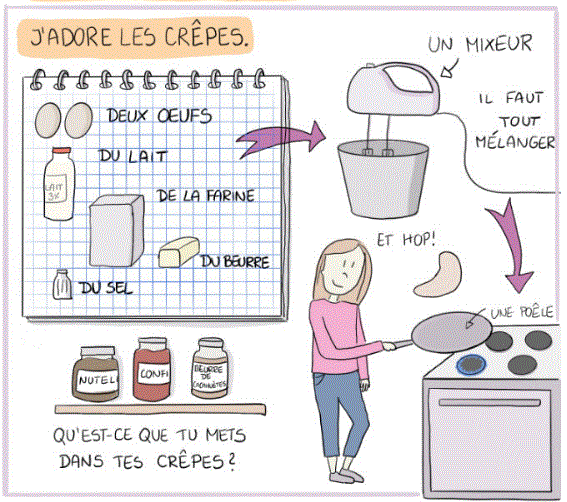 J'ADORE LES CRÊPES.
DEUX OEUFS
DU LAIT
LAIT
3%
DE LA FARINE
DU BEURRE
DU SEL
UN MIXEUR
IL FAUT
TOUT
MÉLANGER
ET HOP!
UNE POÊLE
NUTEL
CONFI
BEURRE
DE
CACAHUÈTES
QU'EST-CE QUE TU METS
DANS TES CRÊPES?